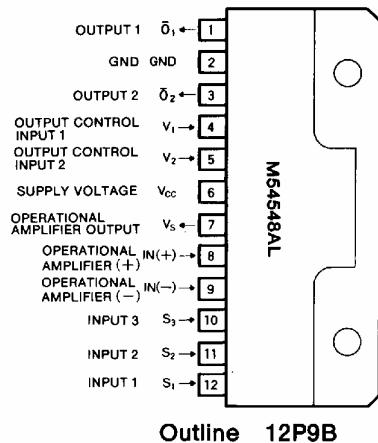 OUTPUT 1 Ō₁ 1
GND GND 2
OUTPUT 2 Ō₂ 3
OUTPUT CONTROL
INPUT 1 V₁ 4
OUTPUT CONTROL
INPUT 2 V₂ 5
SUPPLY VOLTAGE Vcc 6
OPERATIONAL
AMPLIFIER OUTPUT Vs 7
OPERATIONAL
AMPLIFIER (+) IN(+) 8
OPERATIONAL
AMPLIFIER (−) IN(−) 9
INPUT 3 S₃ 10
INPUT 2 S₂ 11
INPUT 1 S₁ 12
M54548AL
Outline 12P9B